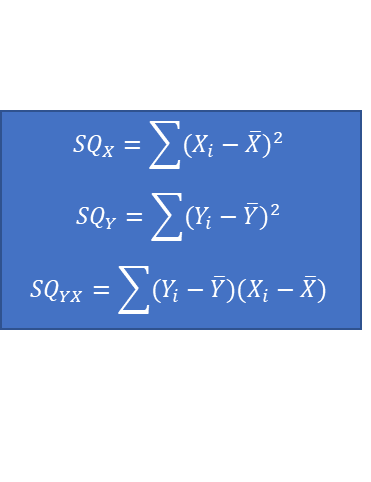 𝑆𝑄_𝑋 = ∑(𝑋_𝑖 − 𝑋̅)²
𝑆𝑄_𝑌 = ∑(𝑌_𝑖 − 𝑌̅)²
𝑆𝑄_𝑌𝑋 = ∑(𝑌_𝑖 − 𝑌̅)(𝑋_𝑖 − 𝑋̅)